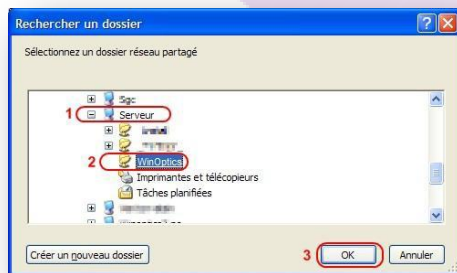 Rechercher un dossier
Sélectionnez un dossier réseau partagé
Sgc
1 Serveur
2 WinOptics
Imprimantes et télécopieurs
Tâches planifiées
Créer un nouveau dossier
3 OK Annuler